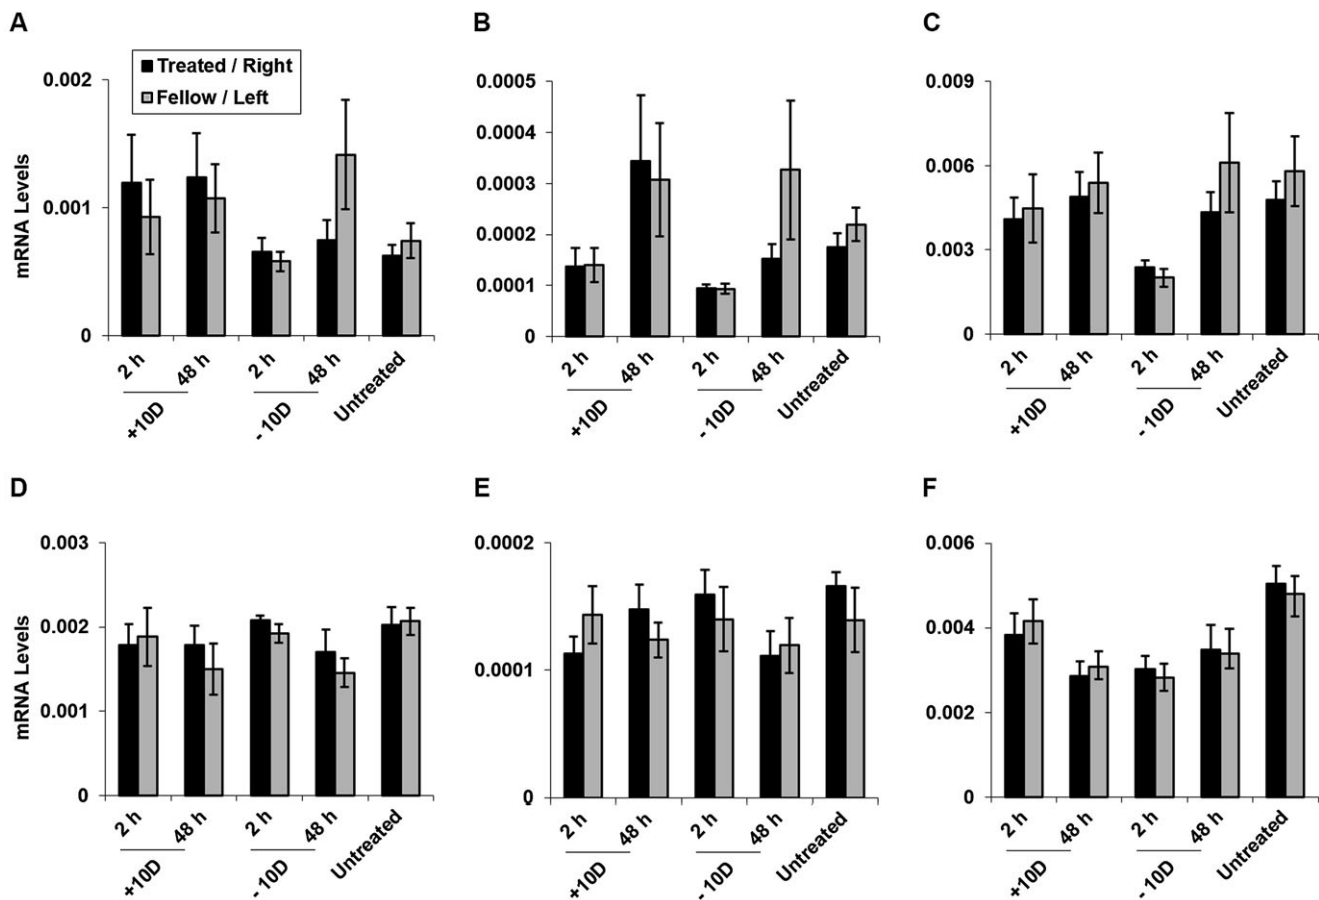 A
B
C
Treated / Right
Fellow / Left
mRNA Levels
0.002
0.001
0
2 h
48 h
2 h
48 h
Untreated
+10D
- 10D
0.0005
0.0004
0.0003
0.0002
0.0001
0
2 h
48 h
2 h
48 h
Untreated
+10D
- 10D
0.009
0.006
0.003
0
2 h
48 h
2 h
48 h
Untreated
+10D
- 10D
D
E
F
mRNA Levels
0.003
0.002
0.001
0
2 h
48 h
2 h
48 h
Untreated
+10D
- 10D
0.0002
0.0001
0
2 h
48 h
2 h
48 h
Untreated
+10D
- 10D
0.006
0.004
0.002
0
2 h
48 h
2 h
48 h
Untreated
+10D
- 10D